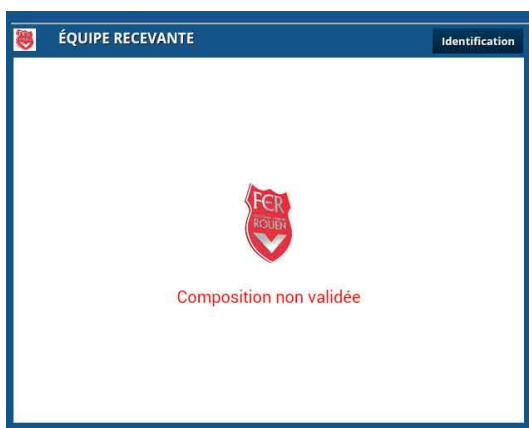 ÉQUIPE RECEVANTE
Identification
FCR
ROUEN
Composition non validée